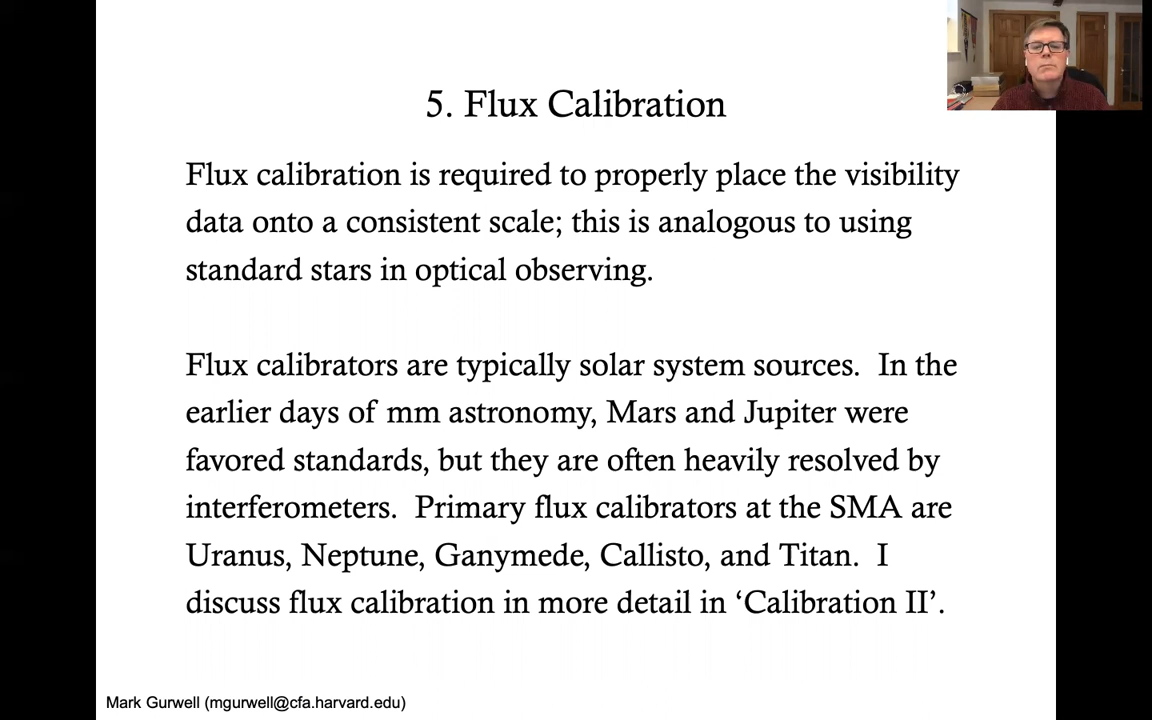 5. Flux Calibration
Flux calibration is required to properly place the visibility
data onto a consistent scale; this is analogous to using
standard stars in optical observing.
Flux calibrators are typically solar system sources.  In the
earlier days of mm astronomy, Mars and Jupiter were
favored standards, but they are often heavily resolved by
interferometers.  Primary flux calibrators at the SMA are
Uranus, Neptune, Ganymede, Callisto, and Titan.  I
discuss flux calibration in more detail in ‘Calibration II’.
Mark Gurwell (mgurwell@cfa.harvard.edu)